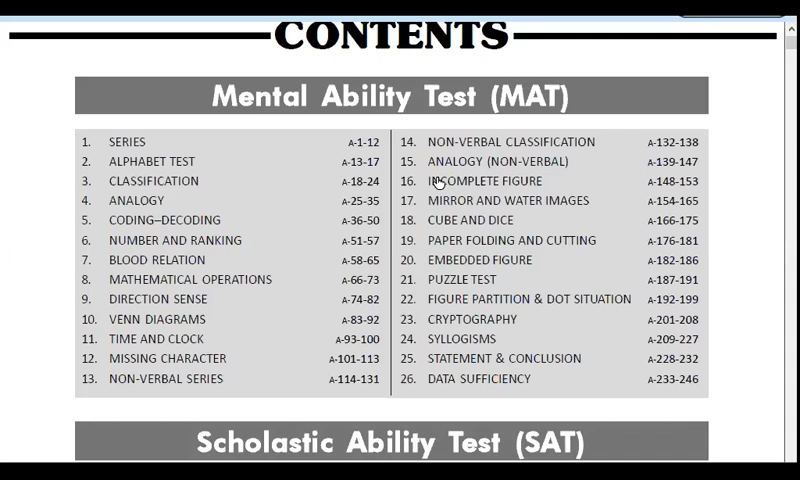 CONTENTS
Mental Ability Test (MAT)
1. SERIES A-1-12
2. ALPHABET TEST A-13-17
3. CLASSIFICATION A-18-24
4. ANALOGY A-25-35
5. CODING–DECODING A-36-50
6. NUMBER AND RANKING A-51-57
7. BLOOD RELATION A-58-65
8. MATHEMATICAL OPERATIONS A-66-73
9. DIRECTION SENSE A-74-82
10. VENN DIAGRAMS A-83-92
11. TIME AND CLOCK A-93-100
12. MISSING CHARACTER A-101-113
13. NON-VERBAL SERIES A-114-131
14. NON-VERBAL CLASSIFICATION A-132-138
15. ANALOGY (NON-VERBAL) A-139-147
16. INCOMPLETE FIGURE A-148-153
17. MIRROR AND WATER IMAGES A-154-165
18. CUBE AND DICE A-166-175
19. PAPER FOLDING AND CUTTING A-176-181
20. EMBEDDED FIGURE A-182-186
21. PUZZLE TEST A-187-191
22. FIGURE PARTITION & DOT SITUATION A-192-199
23. CRYPTOGRAPHY A-201-208
24. SYLLOGISMS A-209-227
25. STATEMENT & CONCLUSION A-228-232
26. DATA SUFFICIENCY A-233-246
Scholastic Ability Test (SAT)